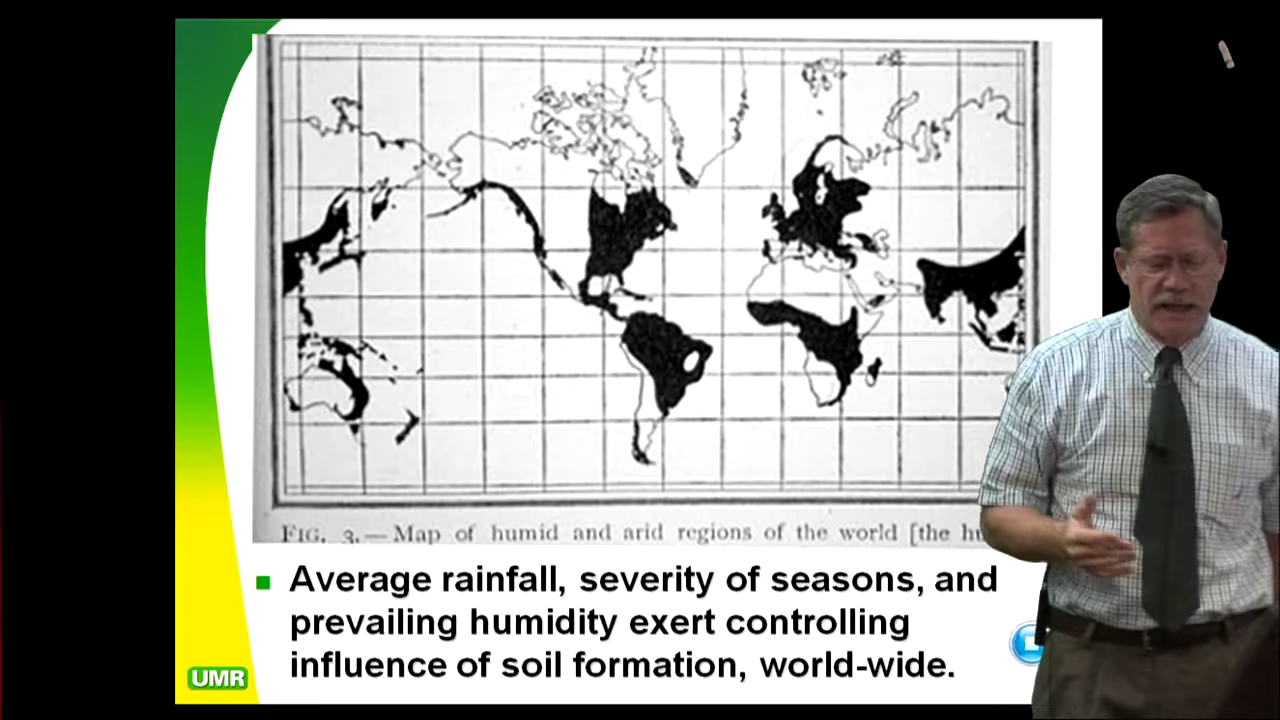 FIG. 3.— Map of humid and arid regions of the world [the
Average rainfall, severity of seasons, and
prevailing humidity exert controlling
influence of soil formation, world-wide.
UMR